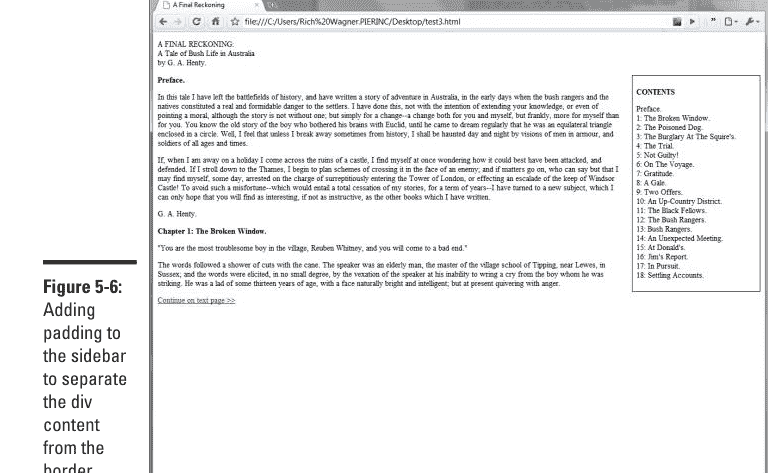 A Final Reckoning
file:///C:/Users/Rich%20Wagner.PIERINC/Desktop/test3.html
A FINAL RECKONING:
A Tale of Bush Life in Australia
by G. A. Henty.
Preface.
In this tale I have left the battlefields of history, and have written a story of adventure in Australia, in the early days when the bush rangers and the
natives constituted a real and formidable danger to the settlers. I have done this, not with the intention of extending your knowledge, or even of
pointing a moral, although the story is not without one; but simply for a change--a change both for you and myself, but frankly, more for myself than
for you. You know the old story of the boy who bothered his brains with Euclid, until he came to dream regularly that he was an equilateral triangle
enclosed in a circle. Well, I feel that unless I break away sometimes from history, I shall be haunted day and night by visions of men in armour, and
soldiers of all ages and times.
If, when I am away on a holiday I come across the ruins of a castle, I find myself at once wondering how it could best have been attacked, and
defended. If I stroll down to the Thames, I begin to plan schemes of crossing it in the face of an enemy; and if matters go on, who can say but that I
may find myself, some day, arrested on the charge of surreptitiously entering the Tower of London, or effecting an escalade of the keep of Windsor
Castle! To avoid such a misfortune--which would entail a total cessation of my stories, for a term of years--I have turned to a new subject, which I
can only hope that you will find as interesting, if not as instructive, as the other books which I have written.
G. A. Henty.
Chapter 1: The Broken Window.
"You are the most troublesome boy in the village, Reuben Whitney, and you will come to a bad end."
The words followed a shower of cuts with the cane. The speaker was an elderly man, the master of the village school of Tipping, near Lewes, in
Sussex; and the words were elicited, in no small degree, by the vexation of the speaker at his inability to wring a cry from the boy whom he was
striking. He was a lad of some thirteen years of age, with a face naturally bright and intelligent; but at present quivering with anger.
Continue on text page >>
CONTENTS
Preface.
1: The Broken Window.
2: The Poisoned Dog.
3: The Burglary At The Squire's.
4: The Trial.
5: Not Guilty!
6: On The Voyage.
7: Gratitude.
8: A Gale.
9: Two Offers.
10: An Up-Country District.
11: The Black Fellows.
12: The Bush Rangers.
13: Bush Rangers.
14: An Unexpected Meeting.
15: At Donald's.
16: Jim's Report.
17: In Pursuit.
18: Settling Accounts.
Figure 5-6:
Adding
padding to
the sidebar
to separate
the div
content
from the
border